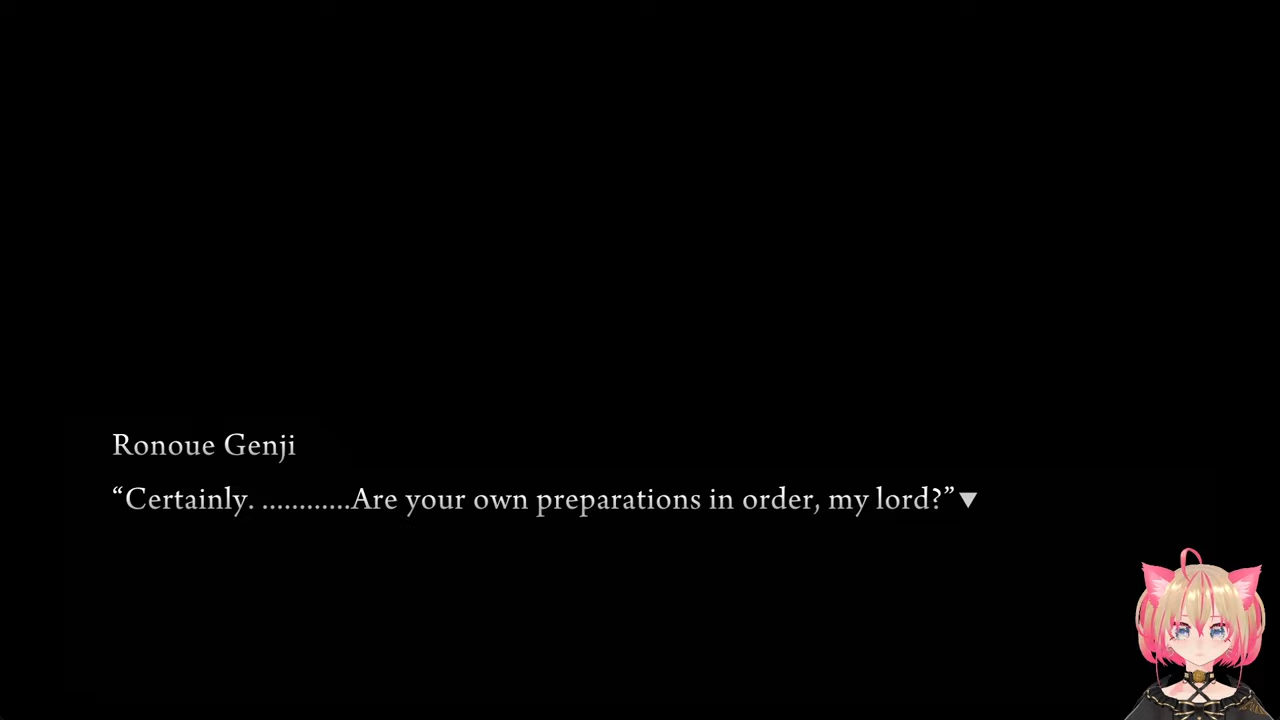 Ronoue Genji
“Certainly. ............Are your own preparations in order, my lord?”▼